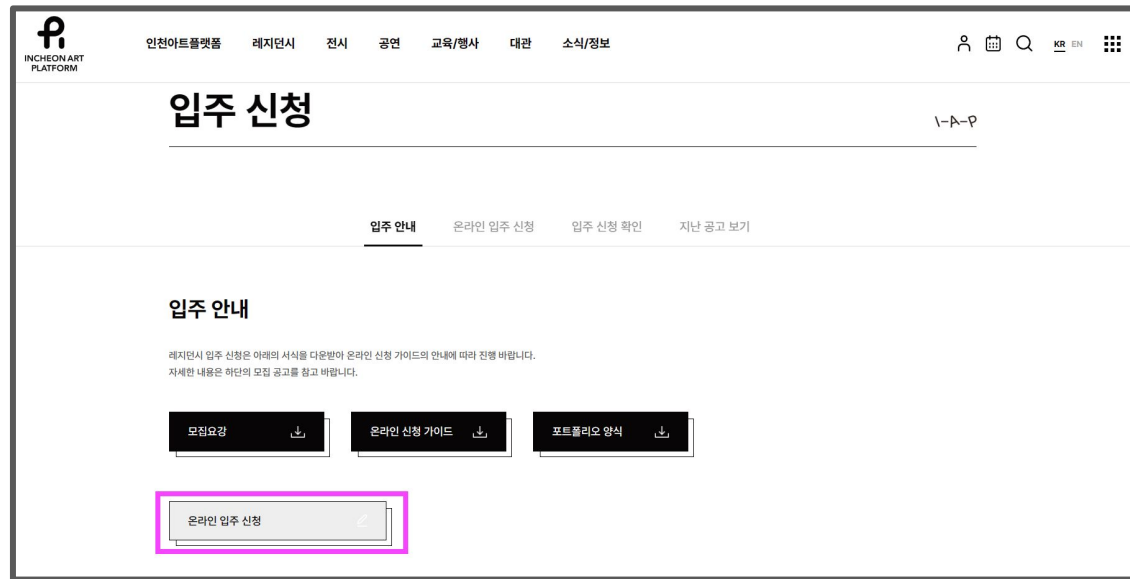 INCHEON ART
PLATFORM
인천아트플랫폼 레지던시 전시 공연 교육/행사 대관 소식/정보
KR EN
입주 신청
I-A-P
입주 안내 온라인 입주 신청 입주 신청 확인 지난 공고 보기
입주 안내
레지던시 입주 신청은 아래의 서식을 다운받아 온라인 신청 가이드의 안내에 따라 진행 바랍니다.
자세한 내용은 하단의 모집 공고를 참고 바랍니다.
모집요강 온라인 신청 가이드 포트폴리오 양식
온라인 입주 신청